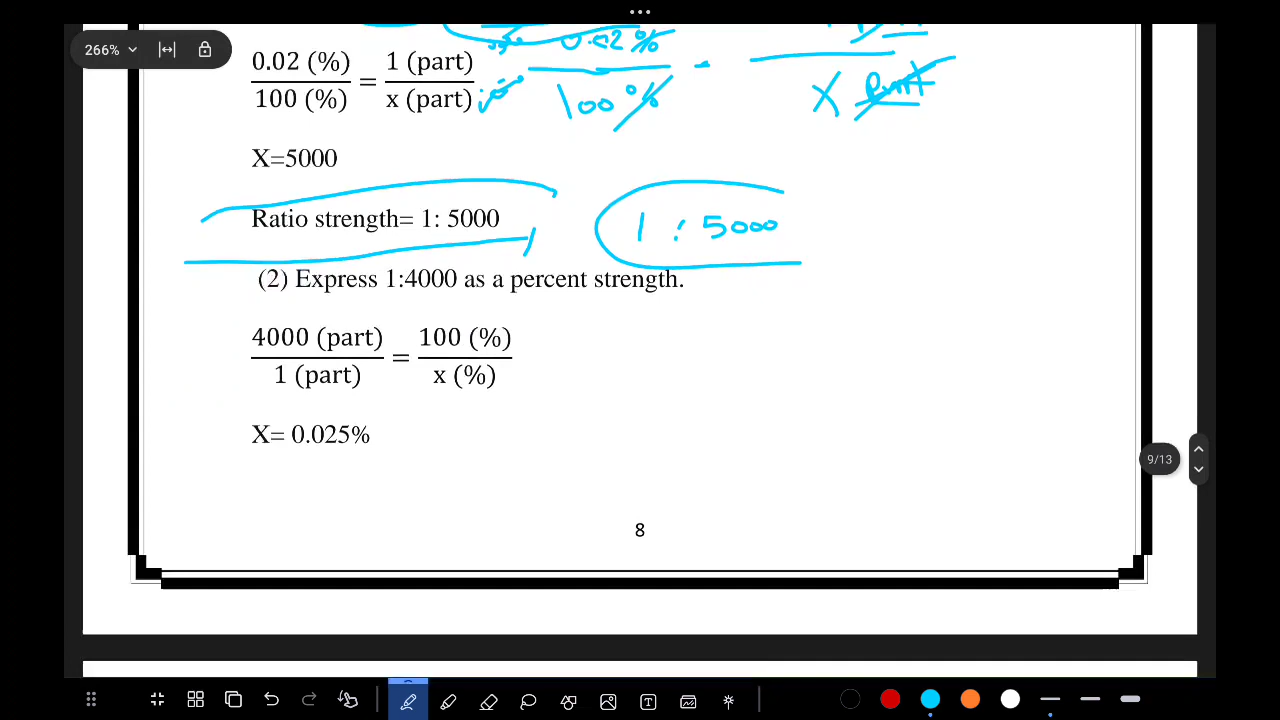 266%
0.02 (%) / 100 (%) = 1 (part) / x (part)
0.02 % / 100 % = / X part
X=5000
Ratio strength= 1: 5000
1 : 5000
(2) Express 1:4000 as a percent strength.
4000 (part) / 1 (part) = 100 (%) / x (%)
X= 0.025%
9/13
8